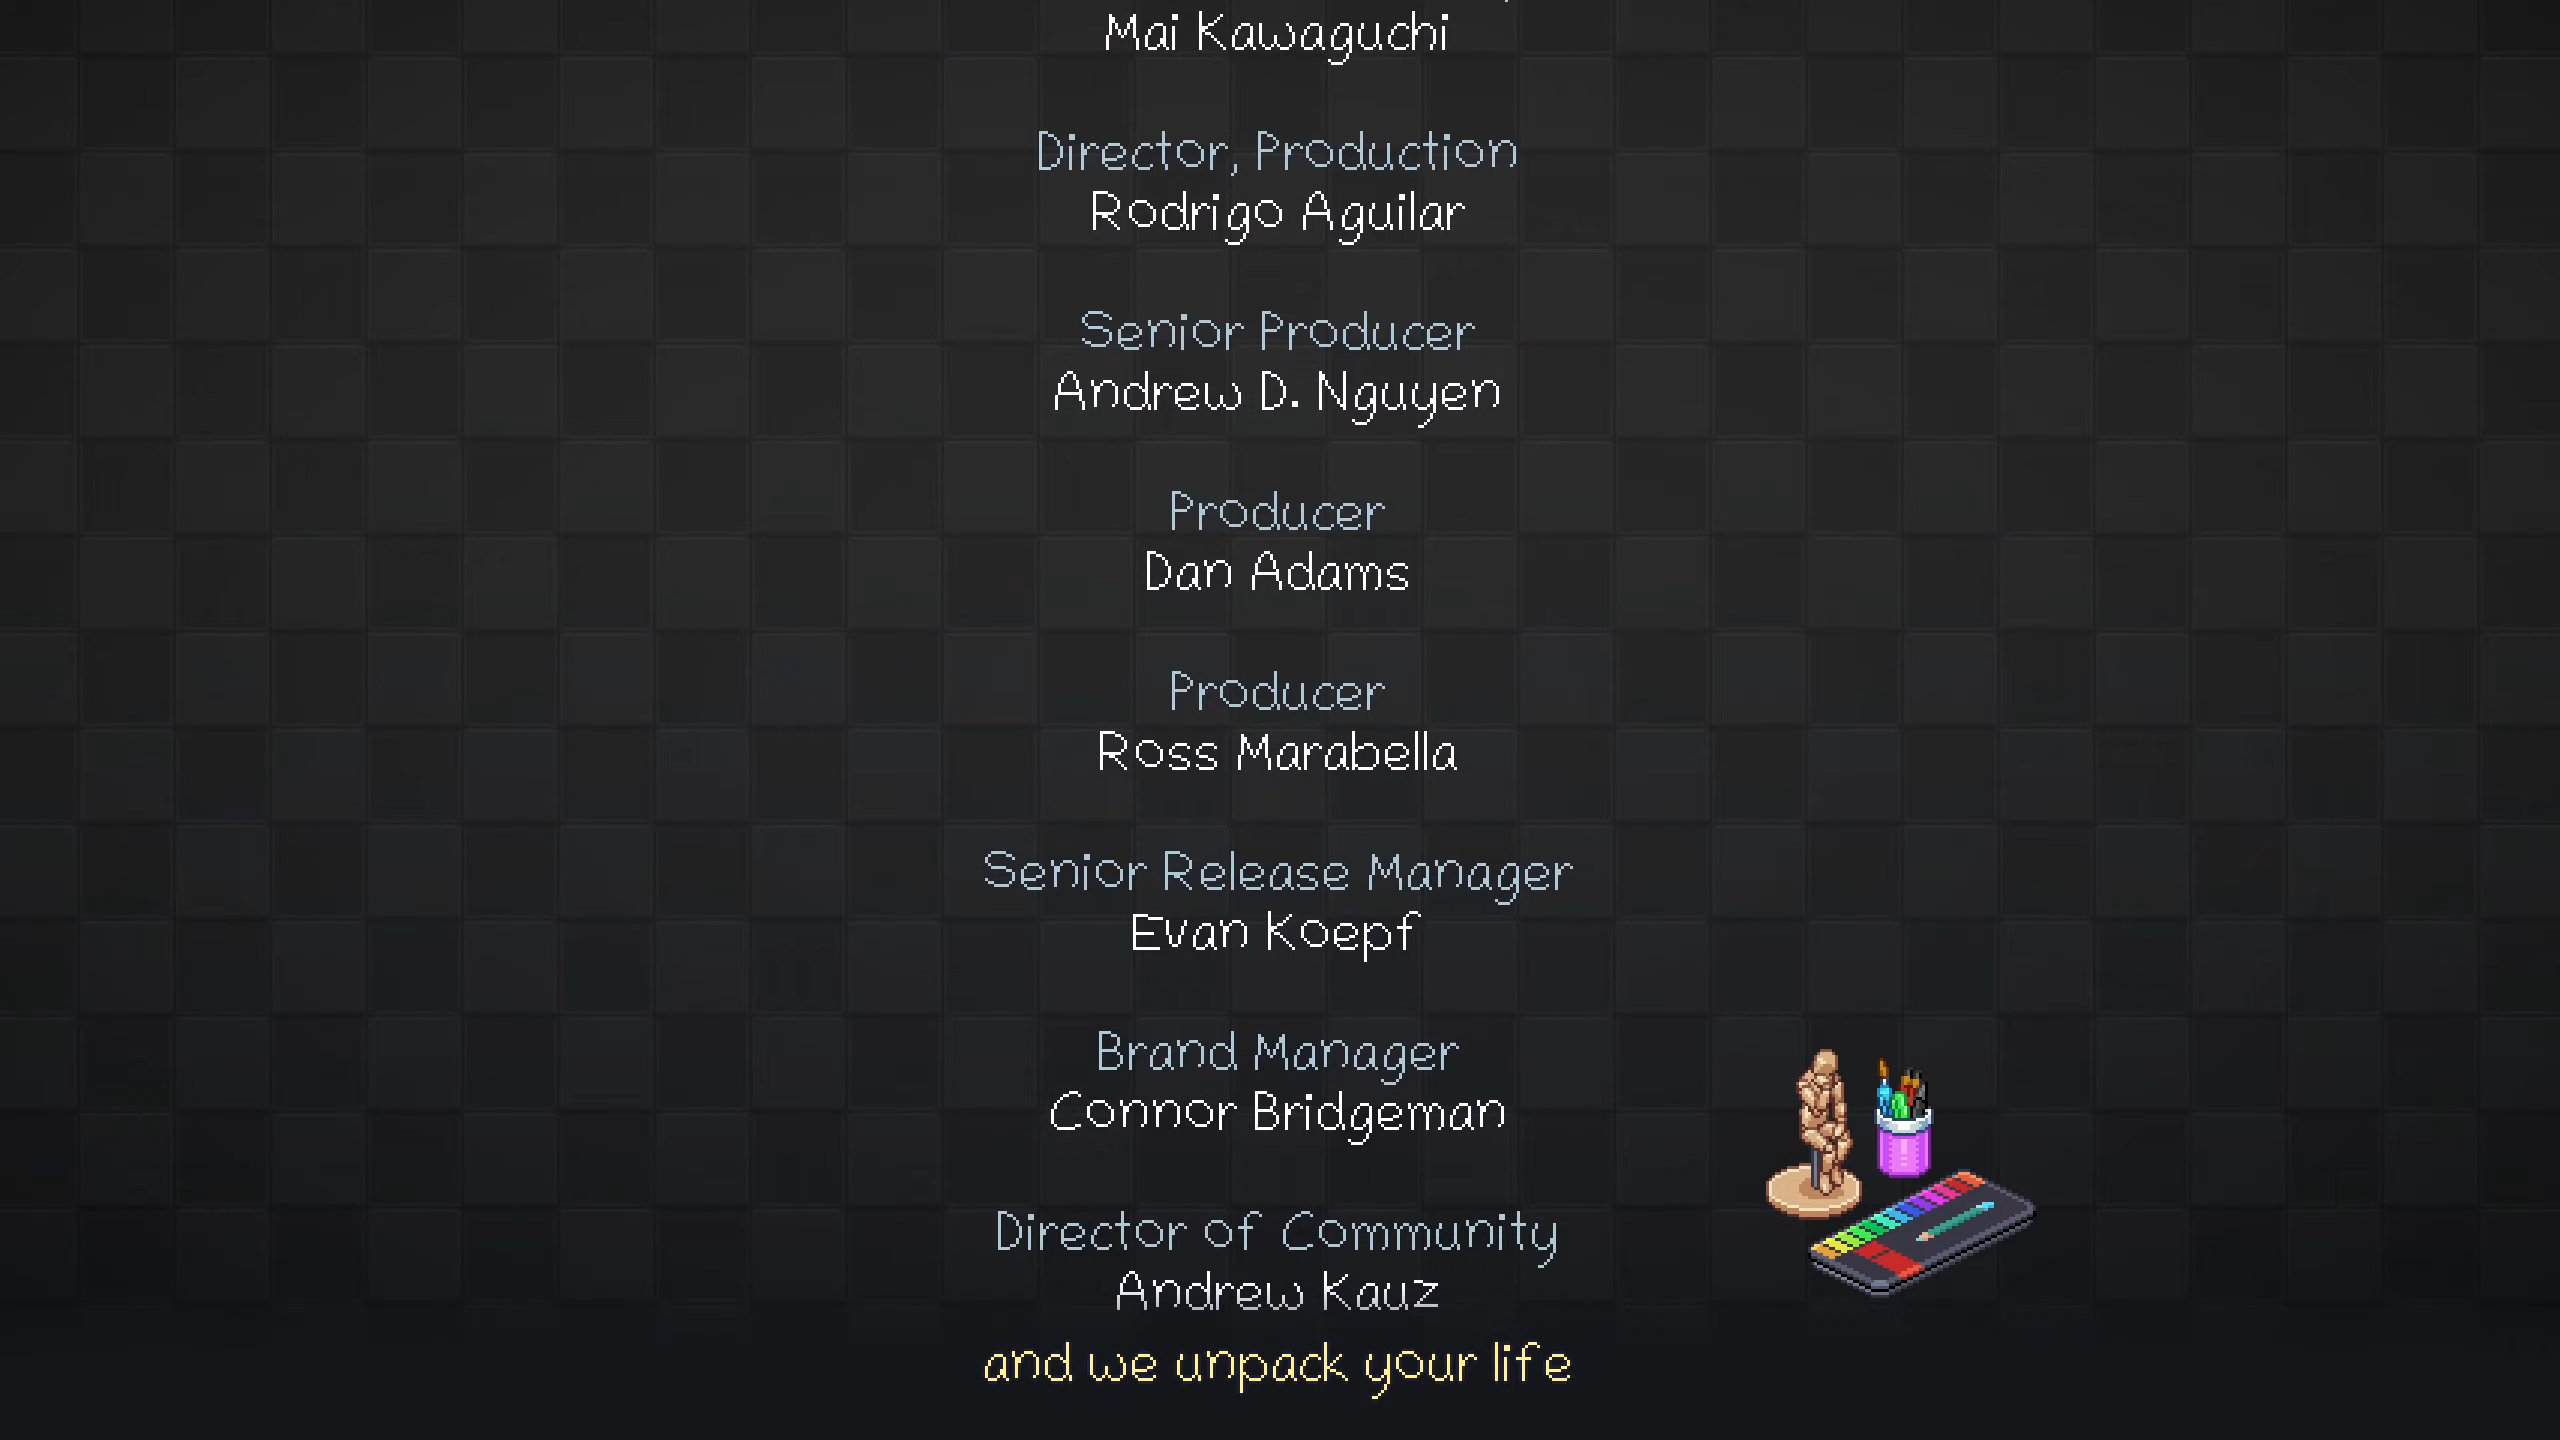 Mai Kawaguchi
Director, Production
Rodrigo Aguilar
Senior Producer
Andrew D. Nguyen
Producer
Dan Adams
Producer
Ross Marabella
Senior Release Manager
Evan Koepf
Brand Manager
Connor Bridgeman
Director of Community
Andrew Kauz
and we unpack your life